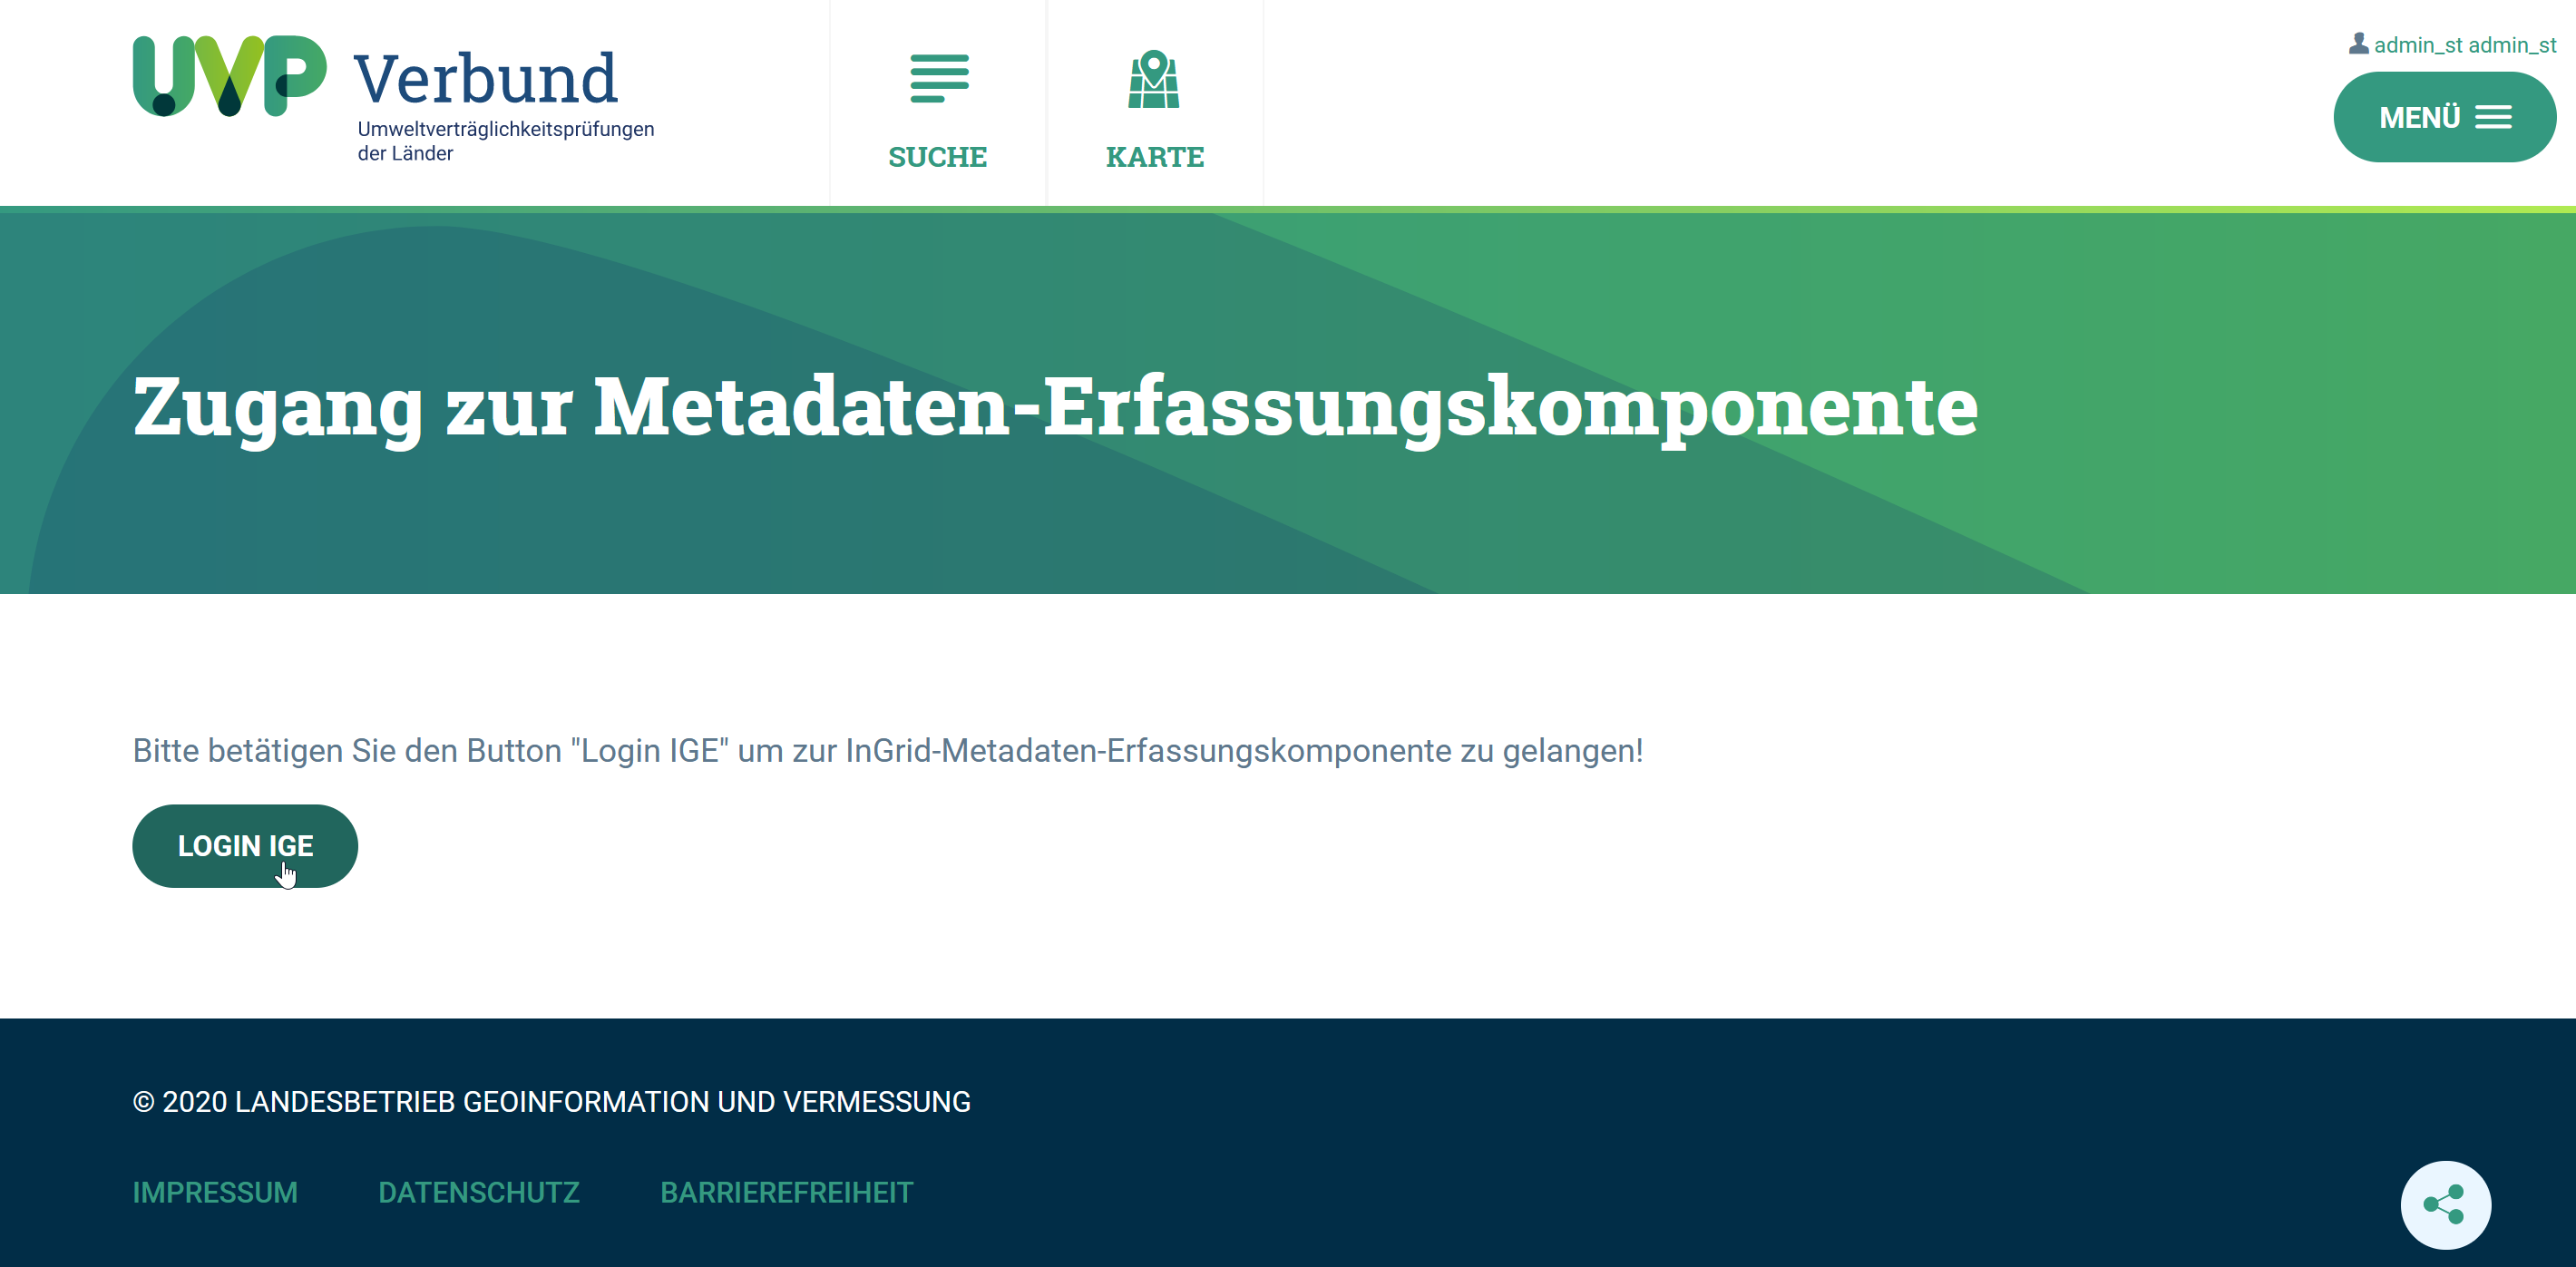 UVP Verbund
Umweltverträglichkeitsprüfungen
der Länder
SUCHE
KARTE
admin_st admin_st
MENÜ
Zugang zur Metadaten-Erfassungskomponente
Bitte betätigen Sie den Button "Login IGE" um zur InGrid-Metadaten-Erfassungskomponente zu gelangen!
LOGIN IGE
© 2020 LANDESBETRIEB GEOINFORMATION UND VERMESSUNG
IMPRESSUM DATENSCHUTZ BARRIEREFREIHEIT